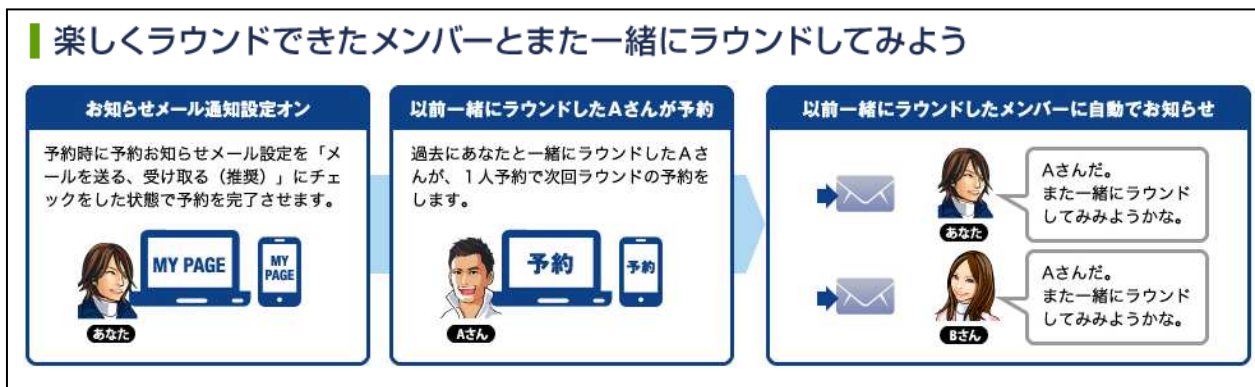 楽しくラウンドできたメンバーとまた一緒にラウンドしてみよう
お知らせメール通知設定オン
予約時に予約お知らせメール設定を「メ
ールを送る、受け取る（推奨）」にチェ
ックをした状態で予約を完了させます。
MY PAGE
MY
PAGE
あなた
以前一緒にラウンドしたAさんが予約
過去にあなたと一緒にラウンドしたAさ
んが、1人予約で次回ラウンドの予約を
します。
予約
予約
Aさん
以前一緒にラウンドしたメンバーに自動でお知らせ
あなた
Aさんだ。
また一緒にラウンド
してみみようかな。
Bさん
Aさんだ。
また一緒にラウンド
してみみようかな。